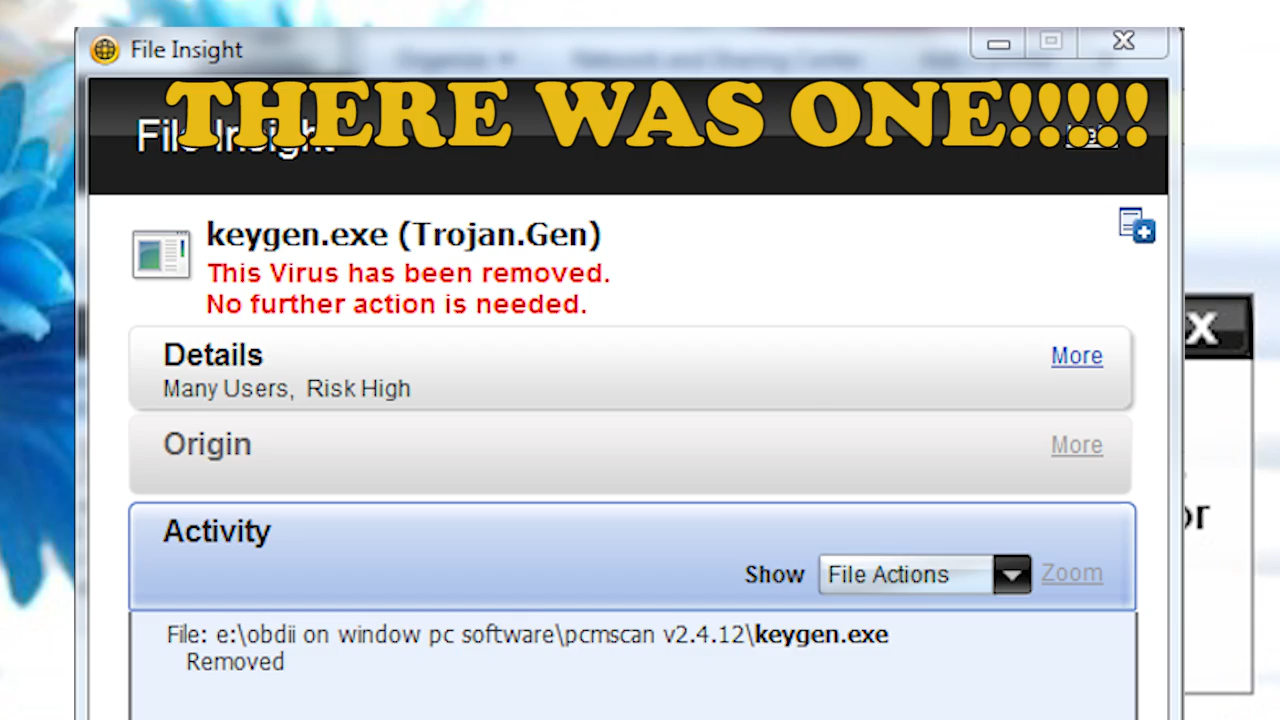 File Insight
THERE WAS ONE!!!!!
File Insight
keygen.exe (Trojan.Gen)
This Virus has been removed.
No further action is needed.
Details
More
Many Users, Risk High
Origin
More
Activity
Show
File Actions
Zoom
File: e:\obdii on window pc software\pcmscan v2.4.12\keygen.exe
Removed